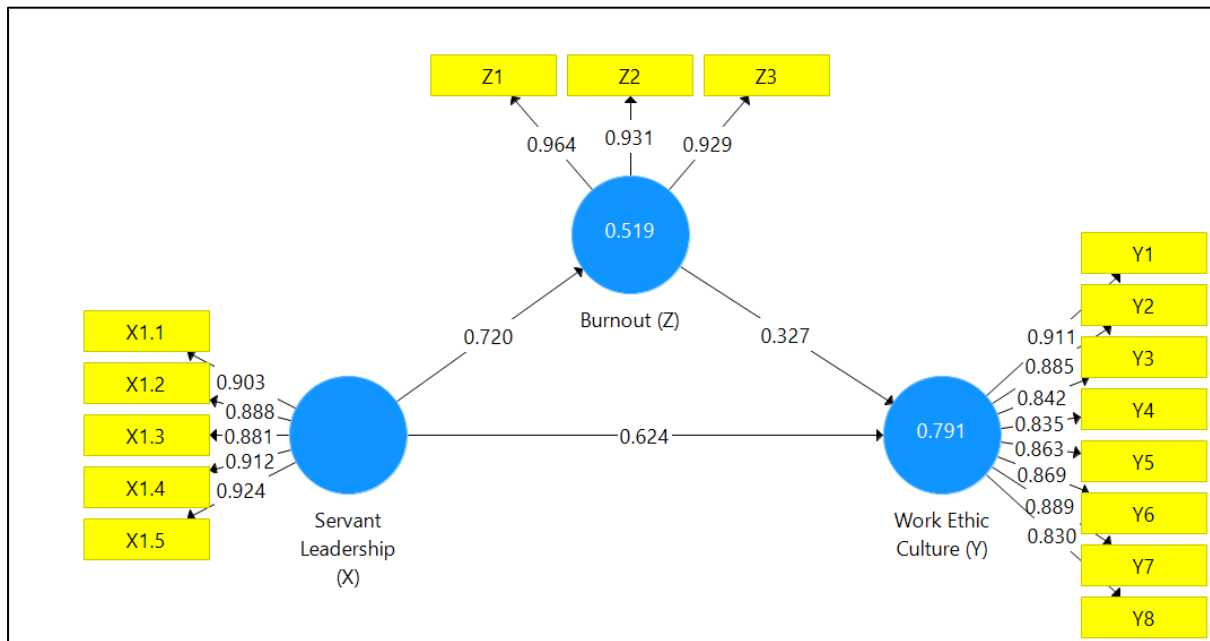 Z1
Z2
Z3
0.964
0.931
0.929
0.519
Burnout (Z)
0.720
0.327
X1.1
X1.2
X1.3
X1.4
X1.5
0.903
0.888
0.881
0.912
0.924
Servant
Leadership
(X)
0.624
0.791
Work Ethic
Culture (Y)
0.911
0.885
0.842
0.835
0.863
0.869
0.889
0.830
Y1
Y2
Y3
Y4
Y5
Y6
Y7
Y8